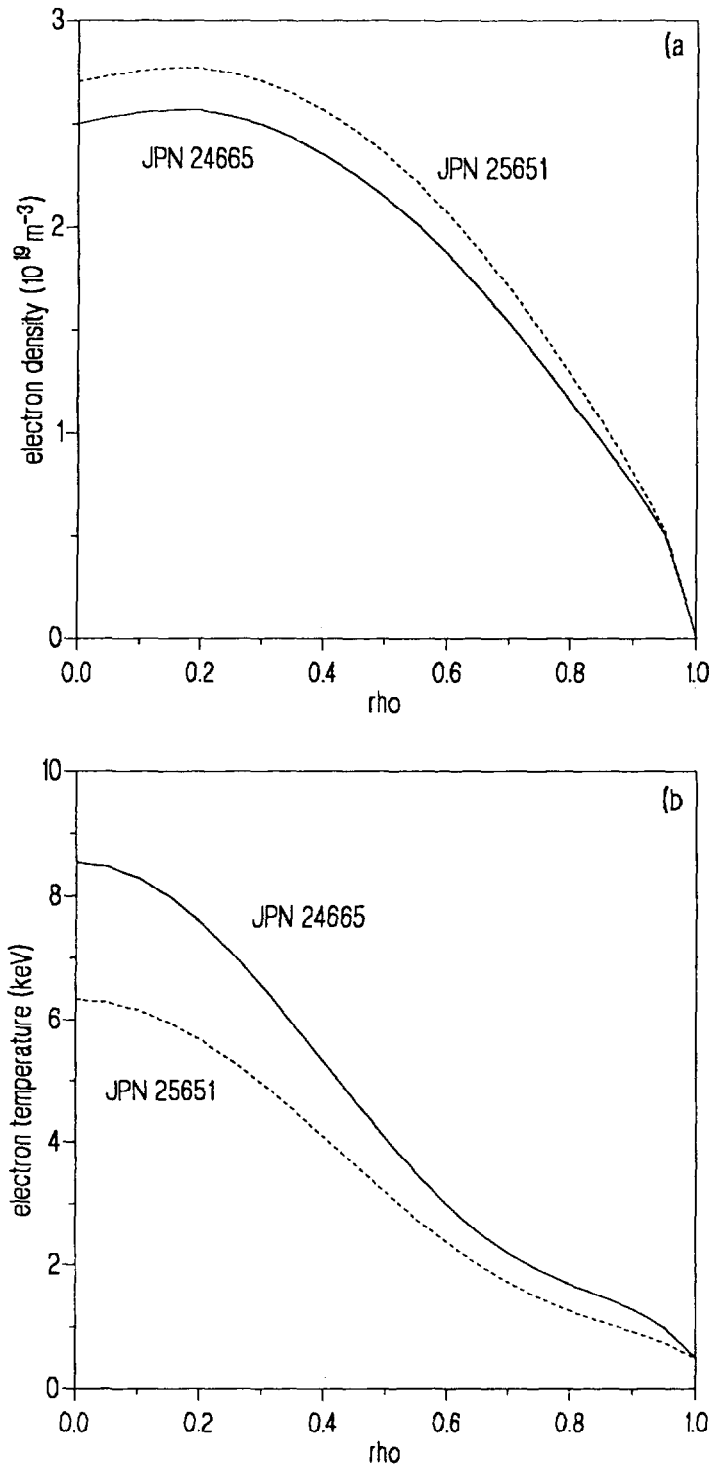 (a
3
2
1
0
electron density (10¹⁹ m⁻³)
JPN 24665
JPN 25651
0.0 0.2 0.4 0.6 0.8 1.0
rho
(b
10
8
6
4
2
0
electron temperature (keV)
JPN 24665
JPN 25651
0.0 0.2 0.4 0.6 0.8 1.0
rho